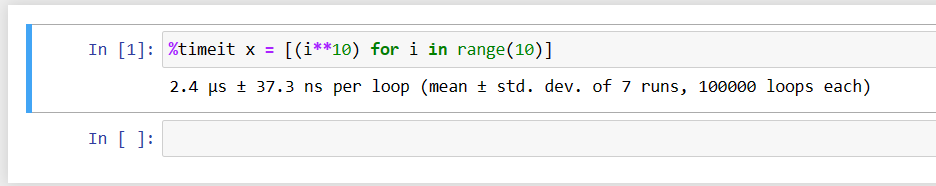 In [1]: %timeit x = [(i**10) for i in range(10)]
2.4 µs ± 37.3 ns per loop (mean ± std. dev. of 7 runs, 100000 loops each)
In [ ]: